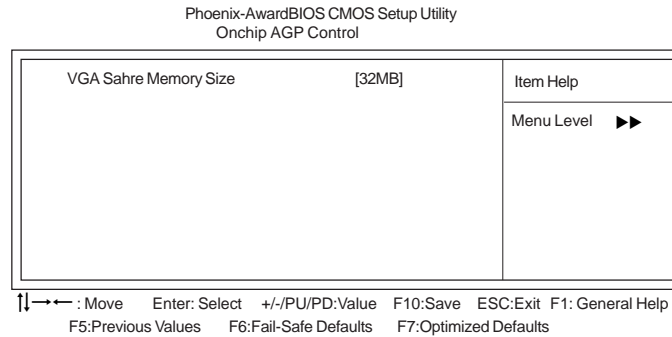 Phoenix-AwardBIOS CMOS Setup Utility
Onchip AGP Control
VGA Sahre Memory Size [32MB]
Item Help
Menu Level ▶▶
↑↓→← : Move Enter: Select +/-/PU/PD:Value F10:Save ESC:Exit F1: General Help
F5:Previous Values F6:Fail-Safe Defaults F7:Optimized Defaults